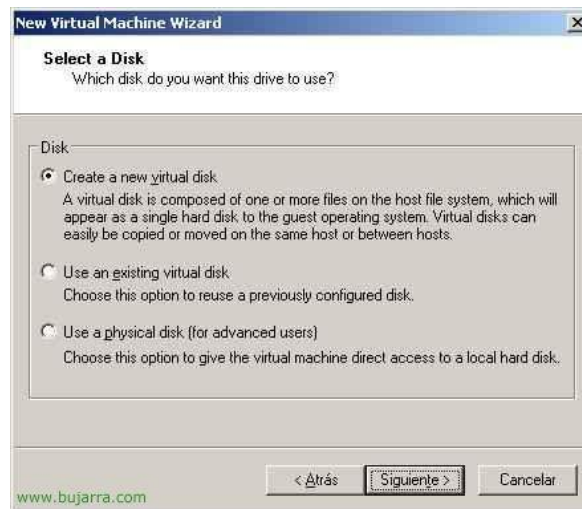 New Virtual Machine Wizard
Select a Disk
Which disk do you want this drive to use?
Disk
Create a new virtual disk
A virtual disk is composed of one or more files on the host file system, which will
appear as a single hard disk to the guest operating system. Virtual disks can
easily be copied or moved on the same host or between hosts.
Use an existing virtual disk
Choose this option to reuse a previously configured disk.
Use a physical disk (for advanced users)
Choose this option to give the virtual machine direct access to a local hard disk.
< Atrás
Siguiente >
Cancelar
www.bujarra.com